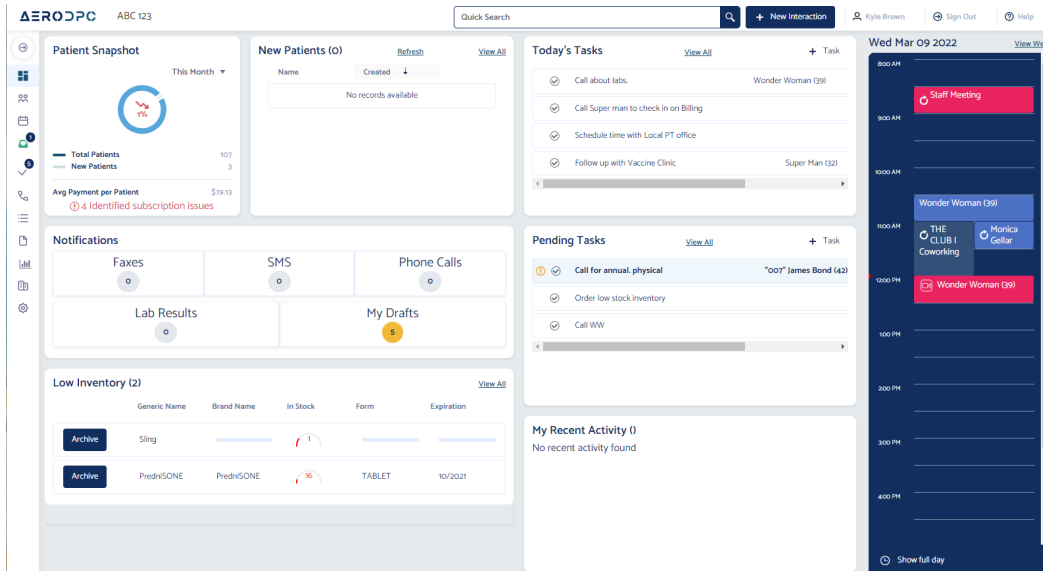 AERODPC ABC 123 Quick Search + New Interaction Kyle Brown Sign Out Help
1
5
Patient Snapshot
This Month
1%
Total Patients 107
New Patients 3
Avg Payment per Patient $79.13
4 Identified subscription issues
New Patients (0) Refresh View All
Name Created
No records available
Today's Tasks View All + Task
Call about labs. Wonder Woman (39)
Call Super man to check in on Billing
Schedule time with Local PT office
Follow up with Vaccine Clinic Super Man (32)
Notifications
Faxes SMS Phone Calls
0 0 0
Lab Results My Drafts
0 5
Pending Tasks View All + Task
Call for annual. physical "007" James Bond (42)
Order low stock inventory
Call WW
Low Inventory (2) View All
Generic Name Brand Name In Stock Form Expiration
Archive Sling 1
Archive PredniSONE PredniSONE 16 TABLET 10/2021
My Recent Activity ()
No recent activity found
Wed Mar 09 2022 View We
8:00 AM
Staff Meeting
9:00 AM
10:00 AM
Wonder Woman (39)
11:00 AM
THE CLUB I Coworking
Monica Gellar
12:00 PM
Wonder Woman (39)
1:00 PM
2:00 PM
3:00 PM
4:00 PM
Show full day